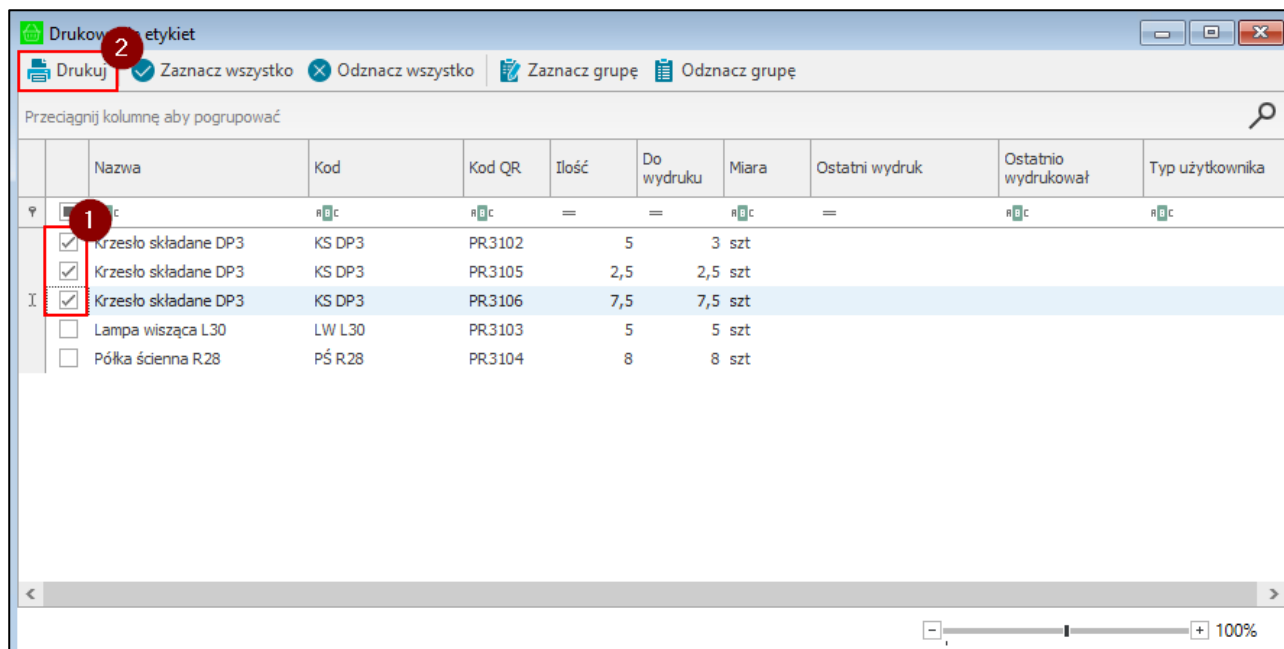 Drukowanie etykiet
2
Drukuj Zaznacz wszystko Odznacz wszystko Zaznacz grupę Odznacz grupę
Przeciągnij kolumnę aby pogrupować
Nazwa Kod Kod QR Ilość Do wydruku Miara Ostatni wydruk Ostatnio wydrukował Typ użytkownika
1
Krzesło składane DP3 KS DP3 PR3102 5 3 szt
Krzesło składane DP3 KS DP3 PR3105 2,5 2,5 szt
Krzesło składane DP3 KS DP3 PR3106 7,5 7,5 szt
Lampa wisząca L30 LW L30 PR3103 5 5 szt
Półka ścienna R28 PŚ R28 PR3104 8 8 szt
100%